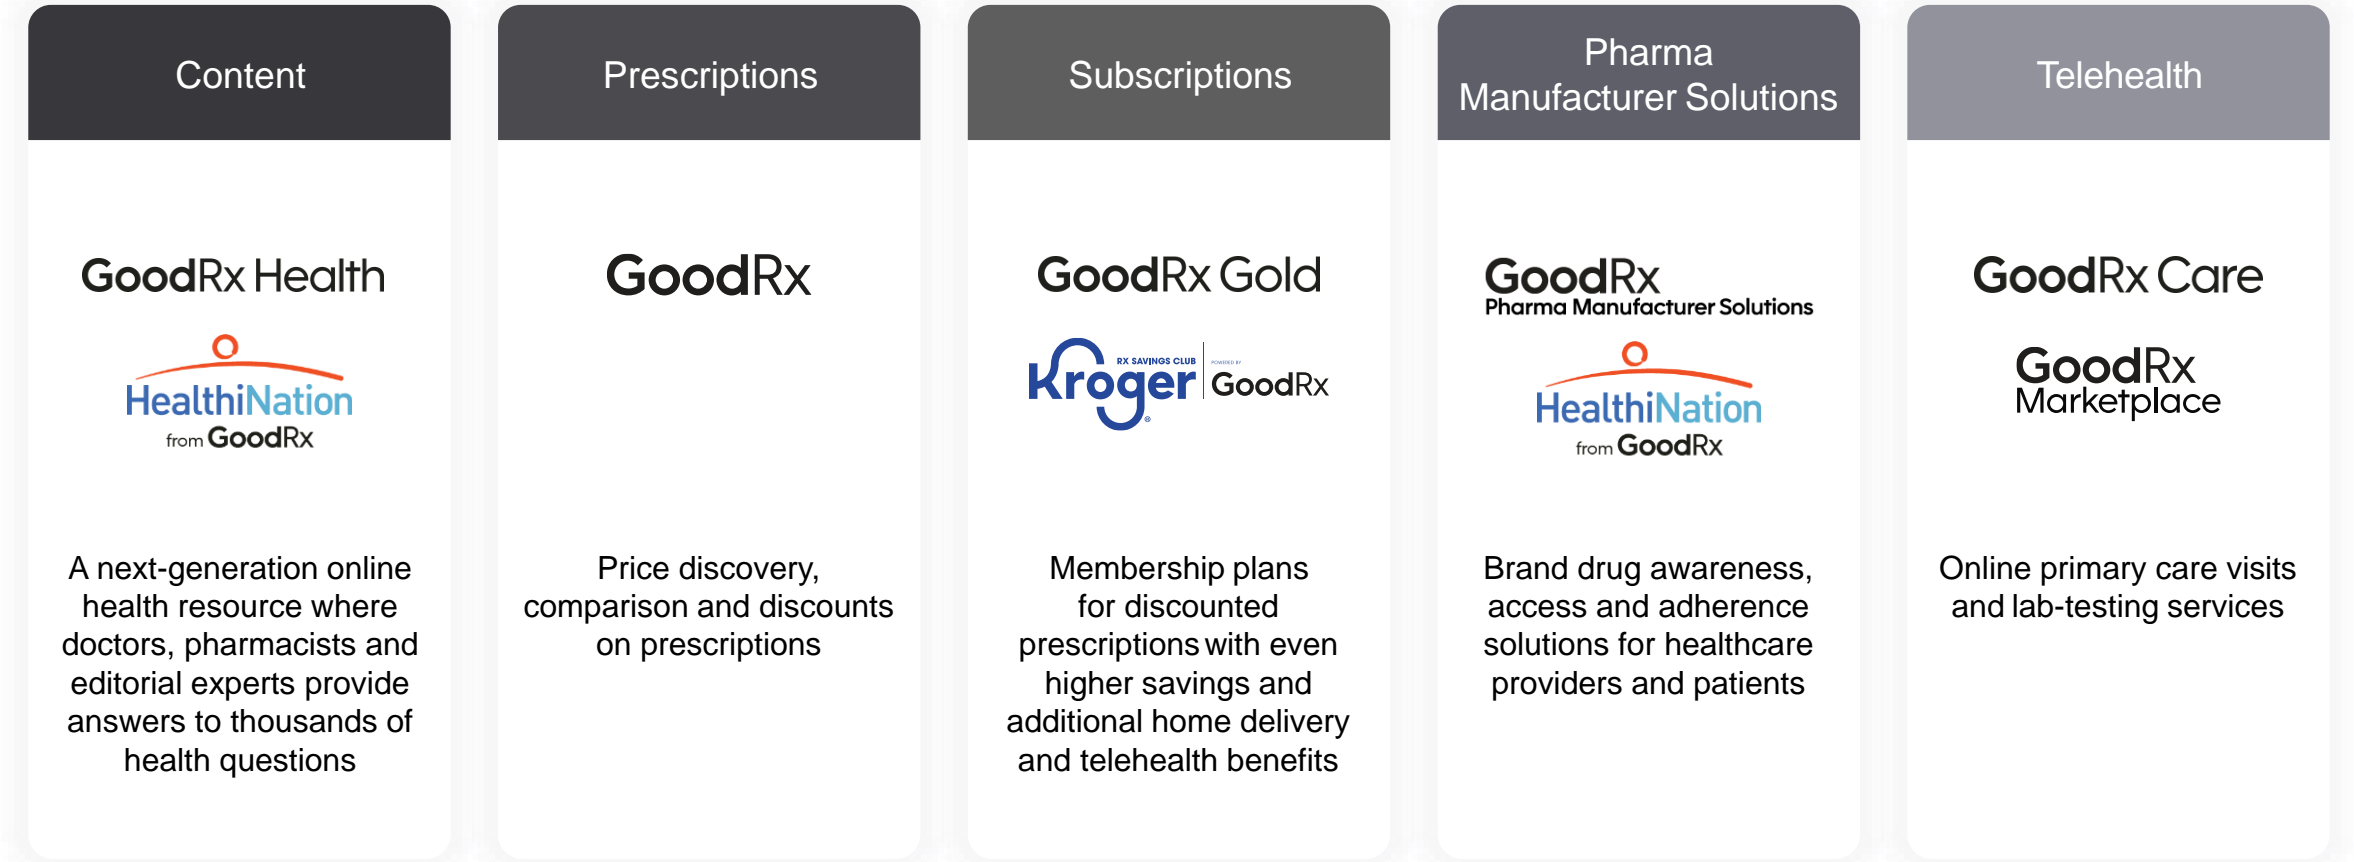 Content
GoodRx Health
HealthiNation
from GoodRx
A next-generation online
health resource where
doctors, pharmacists and
editorial experts provide
answers to thousands of
health questions
Prescriptions
GoodRx
Price discovery,
comparison and discounts
on prescriptions
Subscriptions
GoodRx Gold
RX SAVINGS CLUB
Kroger®
POWERED BY
GoodRx
Membership plans
for discounted
prescriptions with even
higher savings and
additional home delivery
and telehealth benefits
Pharma
Manufacturer Solutions
GoodRx
Pharma Manufacturer Solutions
HealthiNation
from GoodRx
Brand drug awareness,
access and adherence
solutions for healthcare
providers and patients
Telehealth
GoodRx Care
GoodRx
Marketplace
Online primary care visits
and lab-testing services